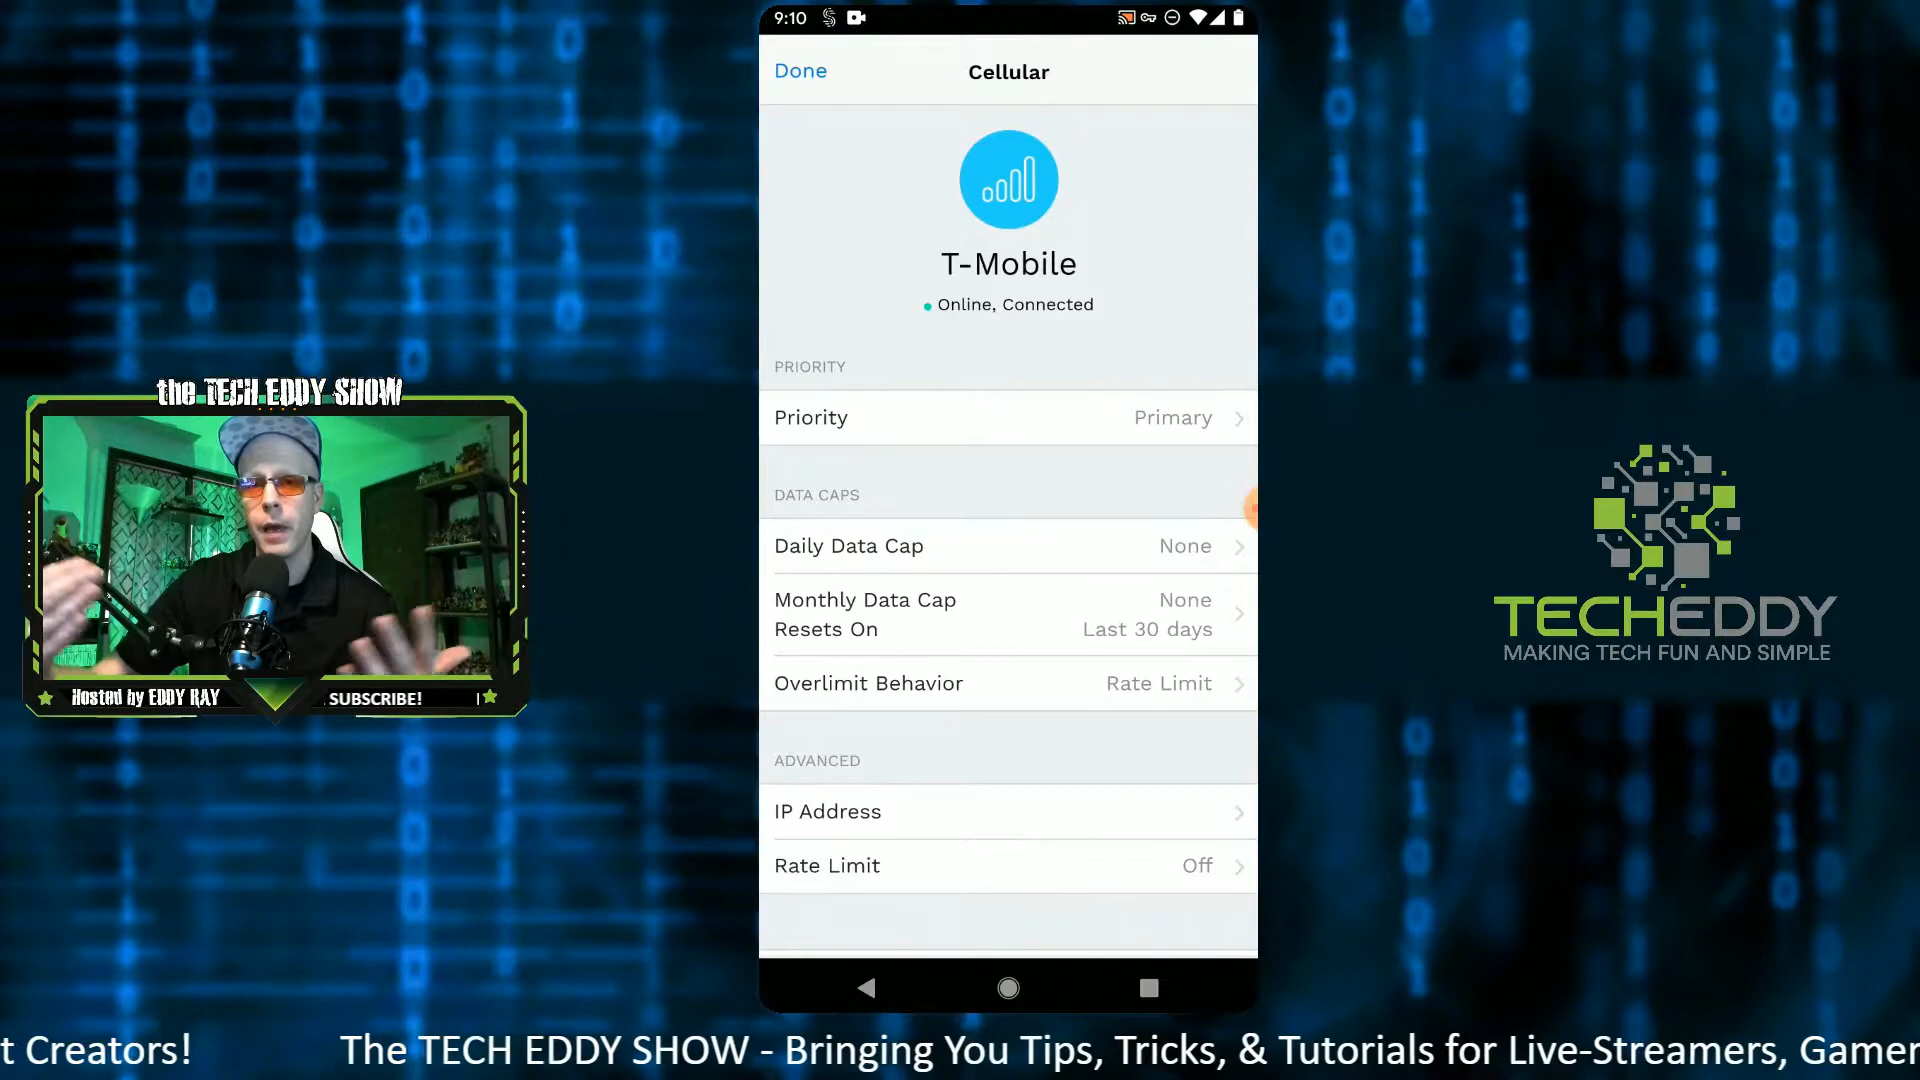 9:10
Done
Cellular
T-Mobile
Online, Connected
PRIORITY
Priority
Primary
DATA CAPS
Daily Data Cap
None
Monthly Data Cap
None
Resets On
Last 30 days
Overlimit Behavior
Rate Limit
ADVANCED
IP Address
Rate Limit
Off
the TECH EDDY SHOW
Hosted by EDDY RAY
SUBSCRIBE!
TECHEDDY
MAKING TECH FUN AND SIMPLE
t Creators!
The TECH EDDY SHOW - Bringing You Tips, Tricks, & Tutorials for Live-Streamers, Gamer